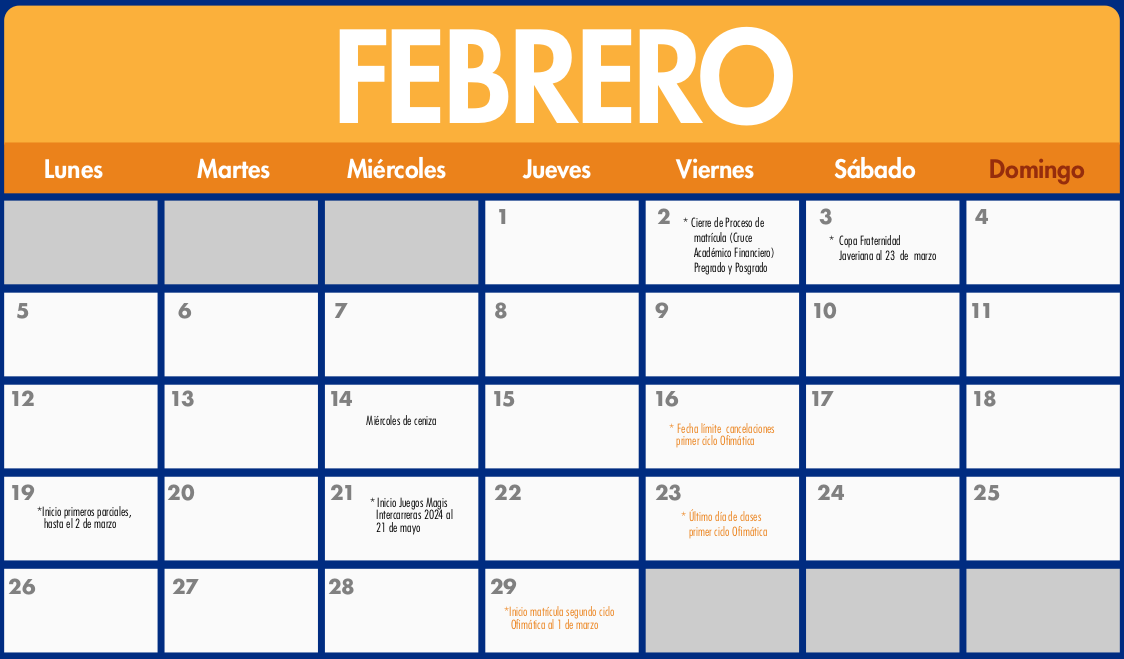 FEBRERO
Lunes Martes Miércoles Jueves Viernes Sábado Domingo
1
2 * Cierre de Proceso de
matrícula (Cruce
Académico Financiero)
Pregrado y Posgrado
3
* Copa Fraternidad
Javeriana al 23 de marzo
4
5 6 7 8 9 10 11
12 13 14
Miércoles de ceniza
15
16
* Fecha límite cancelaciones
primer ciclo Ofimática
17 18
19
*Inicio primeros parciales,
hasta el 2 de marzo
20
21 * Inicio Juegos Magis
Intercarreras 2024 al
21 de mayo
22
23
* Último día de clases
primer ciclo Ofimática
24 25
26 27 28 29
*Inicio matrícula segundo ciclo
Ofimática al 1 de marzo